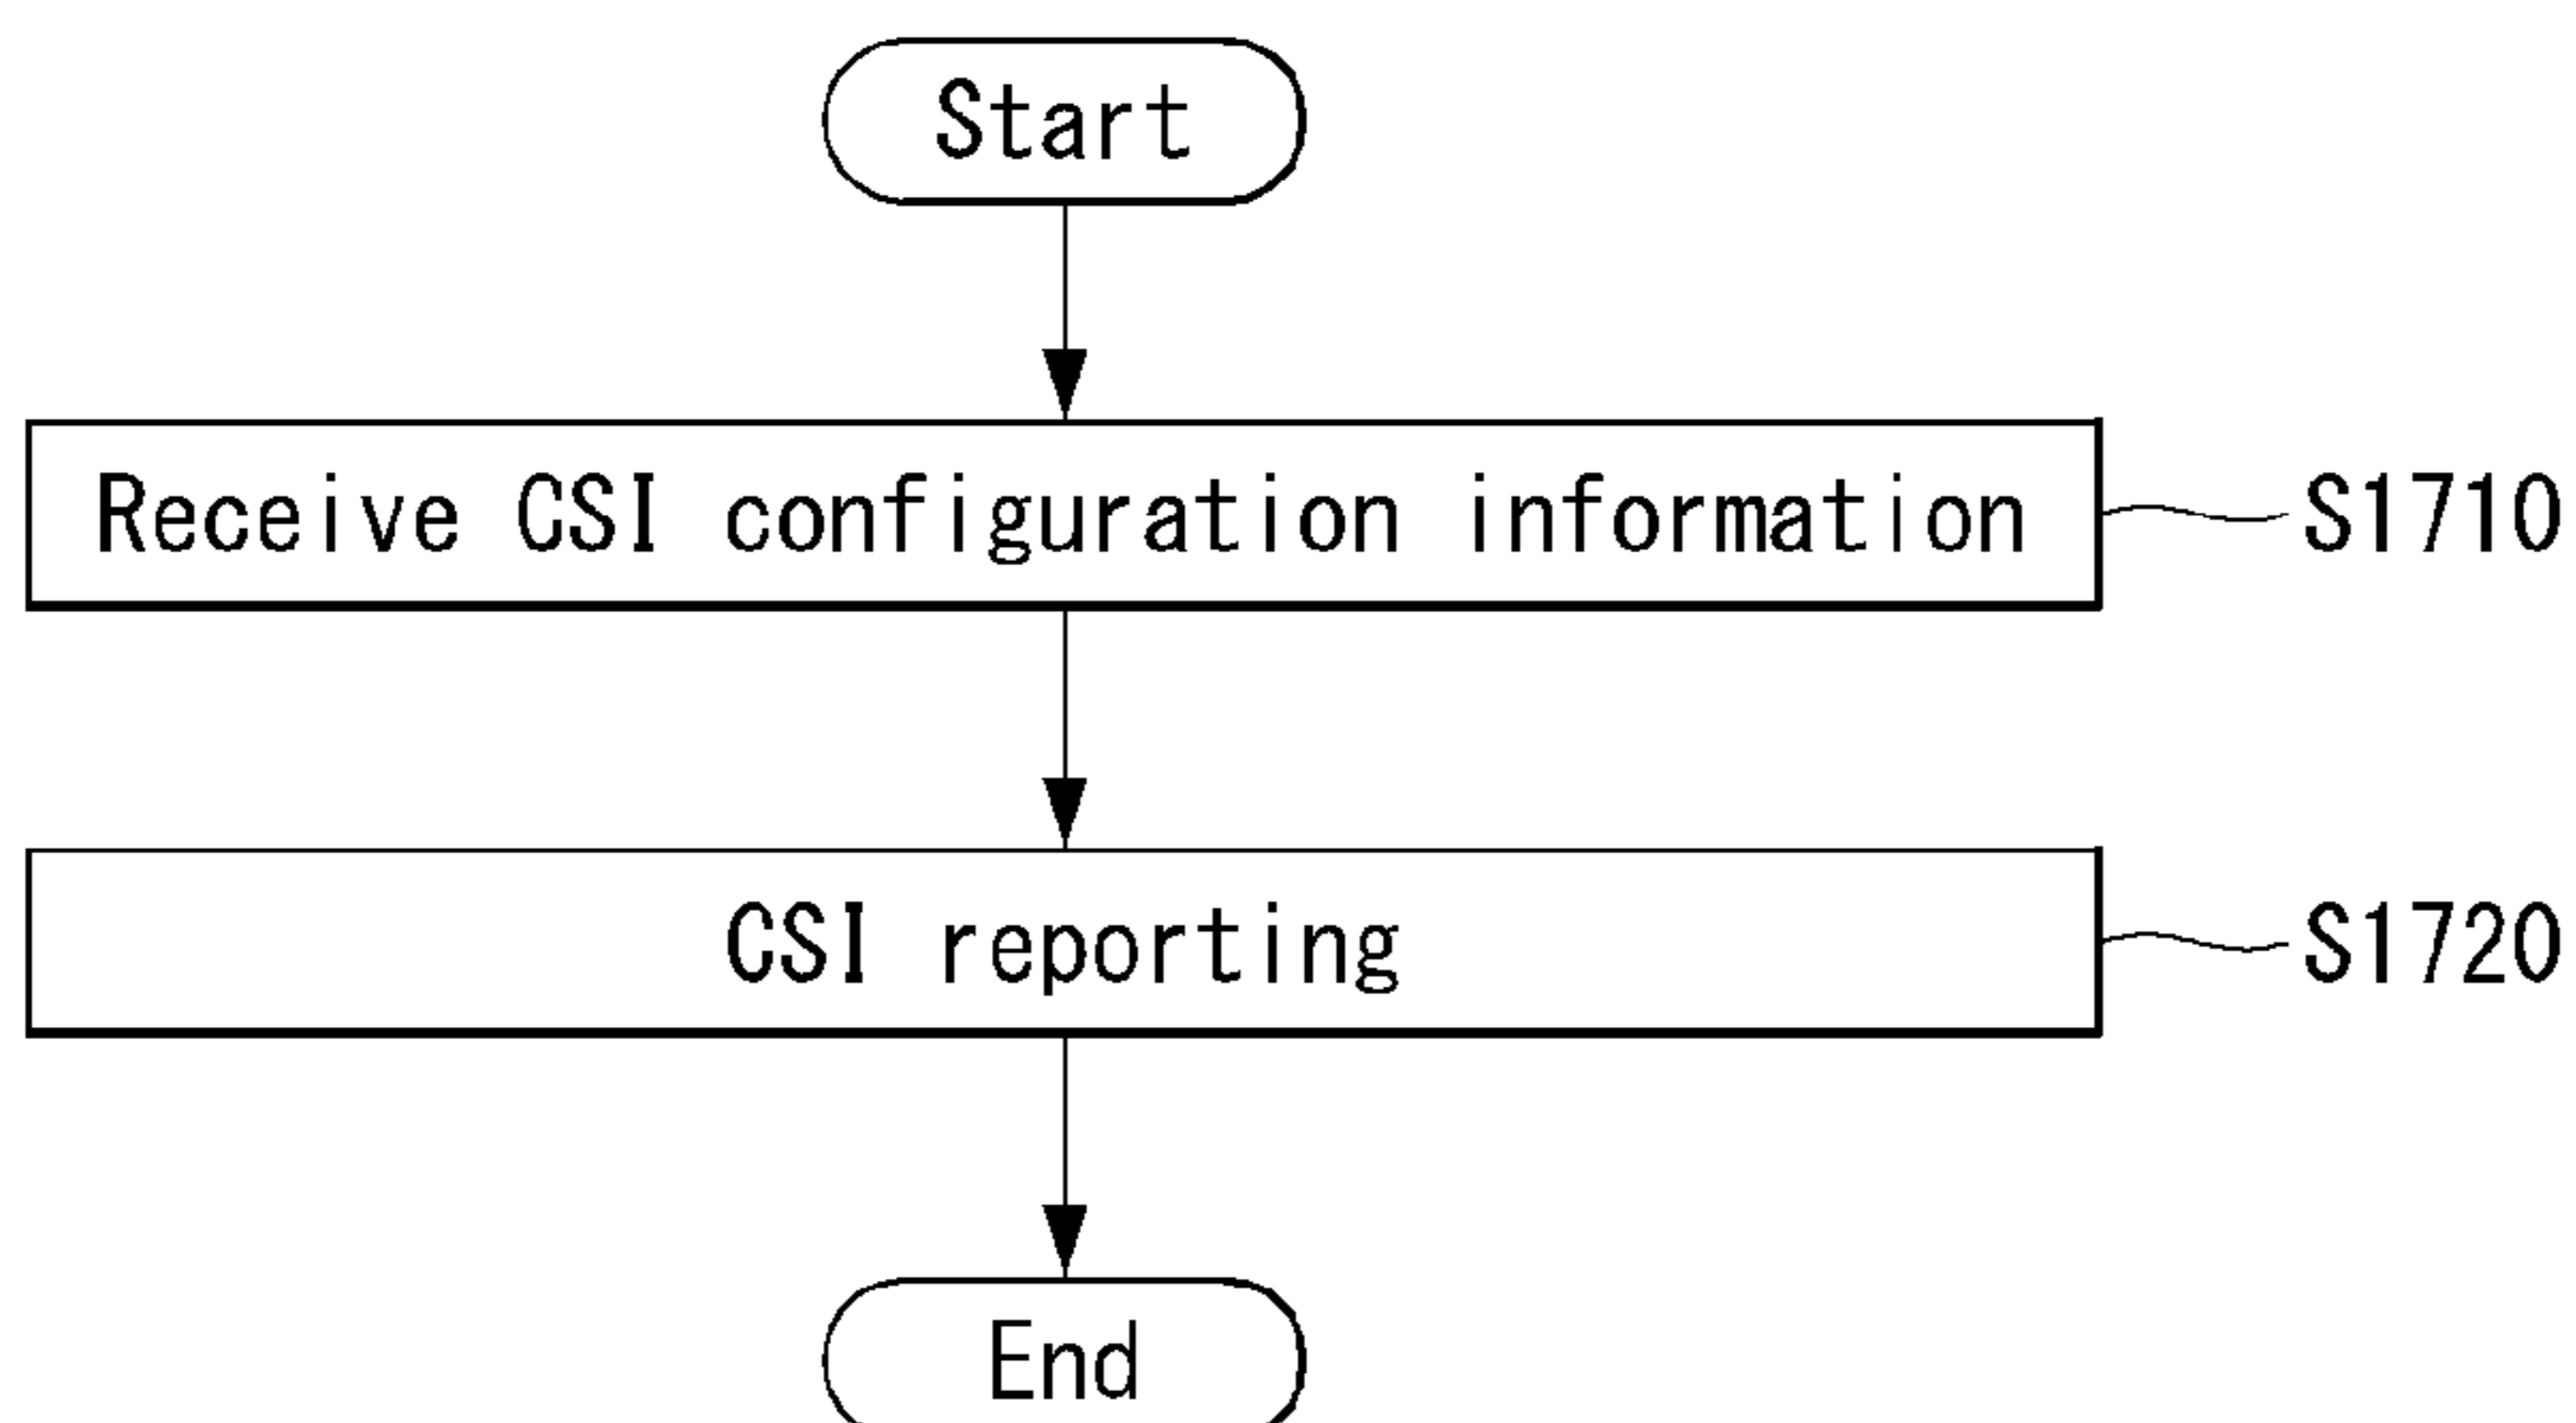 Start
Receive CSI configuration information
S1710
CSI reporting
S1720
End